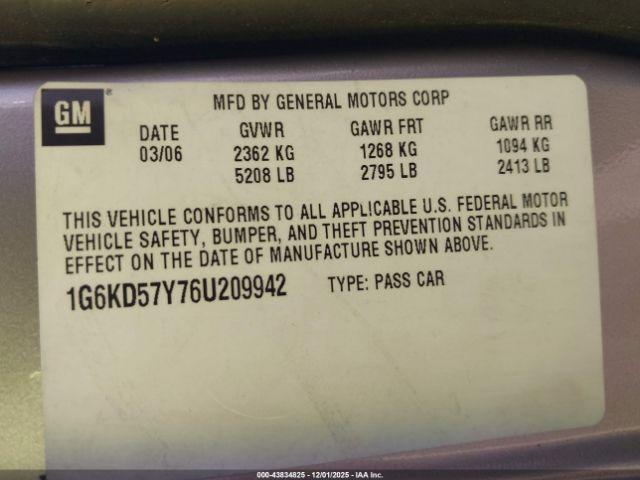 GM®
MFD BY GENERAL MOTORS CORP
DATE GVWR GAWR FRT GAWR RR
03/06 2362 KG 1268 KG 1094 KG
5208 LB 2795 LB 2413 LB
THIS VEHICLE CONFORMS TO ALL APPLICABLE U.S. FEDERAL MOTOR
VEHICLE SAFETY, BUMPER, AND THEFT PREVENTION STANDARDS IN
EFFECT ON THE DATE OF MANUFACTURE SHOWN ABOVE.
1G6KD57Y76U209942 TYPE: PASS CAR
000-43834825 - 12/01/2025 - IAA Inc.